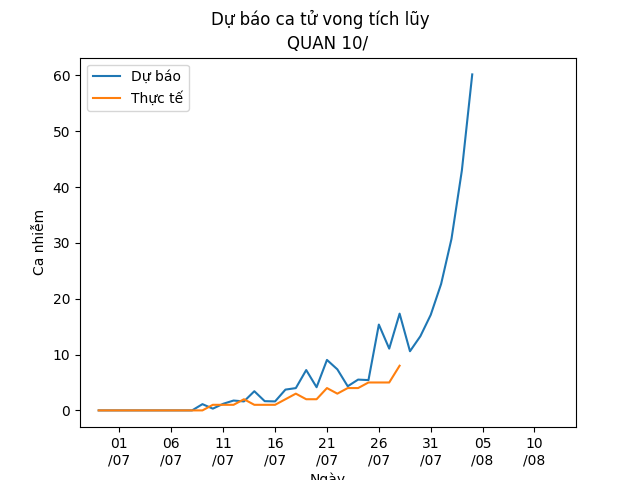 Dự báo ca tử vong tích lũy
QUAN 10/
Dự báo
Thực tế
Ca nhiễm
60
50
40
30
20
10
0
01 06 11 16 21 26 31 05 10
/07 /07 /07 /07 /07 /07 /07 /08 /08
Ngày